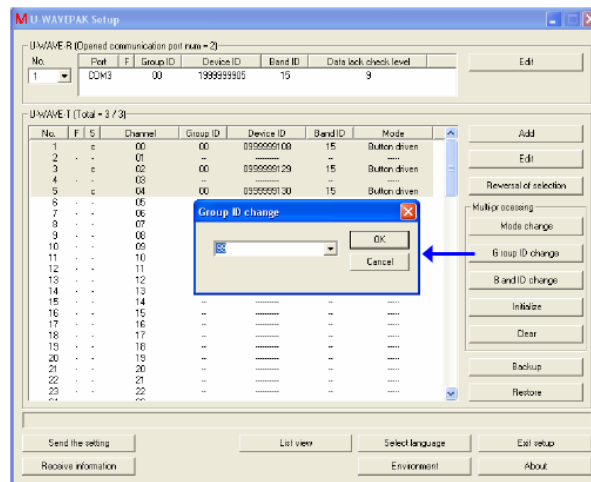 U-WAVEPAK Setup
U-WAVE-R (Opened communication port num = 2)
No. Port F Group ID Device ID Band ID Data lack check level
1 COM3 00 1999999905 15 9
Edit
U-WAVE-T (Total = 3 / 3)
No. F S Channel Group ID Device ID Band ID Mode
1 - c 00 00 0999999108 15 Button driven
2 - - 01 -- ---------- -- -----
3 c 02 00 0999999129 15 Button driven
4 - - 03 -- ---------- -- -----
5 c 04 00 0999999130 15 Button driven
6 - - 05
7 - - 06
8 - - 07
9 - - 08
10 - - 09
11 - - 10
12 - - 11
13 - - 12
14 - - 13
15 - - 14 -- ---------- -- -----
16 - - 15 -- ---------- -- -----
17 - - 16 -- ---------- -- -----
18 - - 17 -- ---------- -- -----
19 - - 18 -- ---------- -- -----
20 - - 19 -- ---------- -- -----
21 - - 20 -- ---------- -- -----
22 - - 21 -- ---------- -- -----
23 - - 22 -- ---------- -- -----
Group ID change
99
OK
Cancel
Add
Edit
Reversal of selection
Multi-processing
Mode change
Group ID change
Band ID change
Initialize
Clear
Backup
Restore
Send the setting
List view
Select language
Exit setup
Receive information
Environment
About